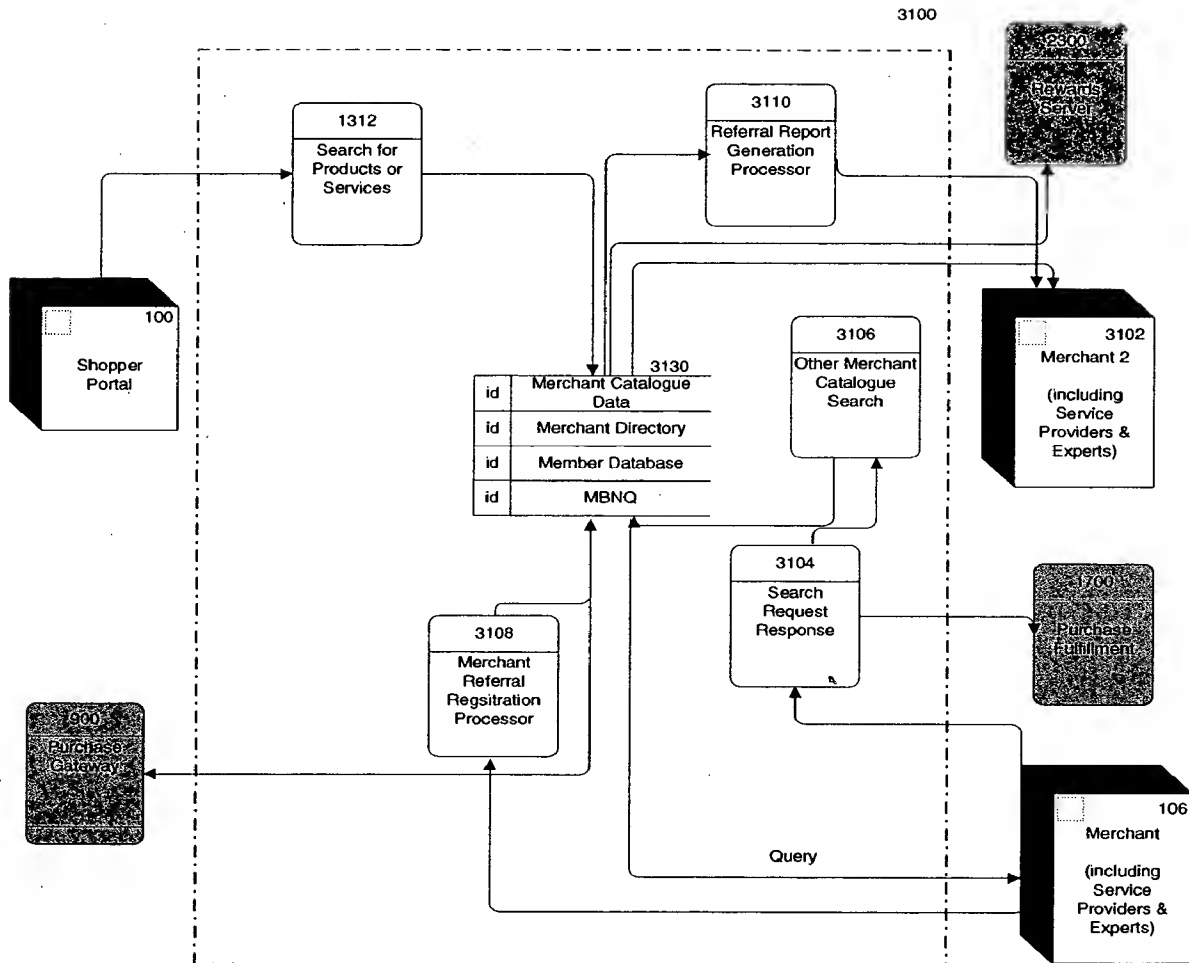 3100
2300
Rewards
Server
1312
Search for
Products or
Services
3110
Referral Report
Generation
Processor
100
Shopper
Portal
3102
Merchant 2
(including
Service
Providers &
Experts)
3106
Other Merchant
Catalogue
Search
3130
id Merchant Catalogue
Data
id Merchant Directory
id Member Database
id MBNQ
3104
Search
Request
Response
1700
Purchase
Fulfillment
3108
Merchant
Referral
Regsitration
Processor
900
Purchase
Gateway
Query
106
Merchant
(including
Service
Providers &
Experts)